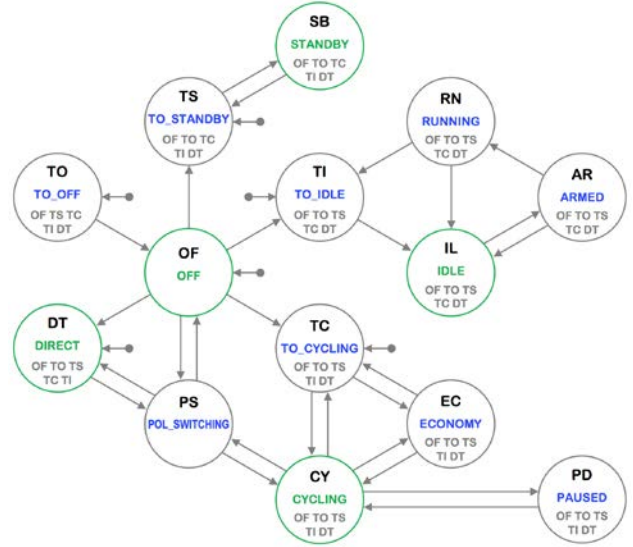 SB
STANDBY
OF TO TC
TI DT
TS
TO_STANDBY
OF TO TC
TI DT
RN
RUNNING
OF TO TS
TC DT
TO
TO_OFF
OF TS TC
TI DT
TI
TO_IDLE
OF TO TS
TC DT
AR
ARMED
OF TO TS
TC DT
OF
OFF
IL
IDLE
OF TO TS
TC DT
DT
DIRECT
OF TO TS
TC TI
TC
TO_CYCLING
OF TO TS
TI DT
PS
POL_SWITCHING
EC
ECONOMY
OF TO TS
TI DT
CY
CYCLING
OF TO TS
TI DT
PD
PAUSED
OF TO TS
TI DT